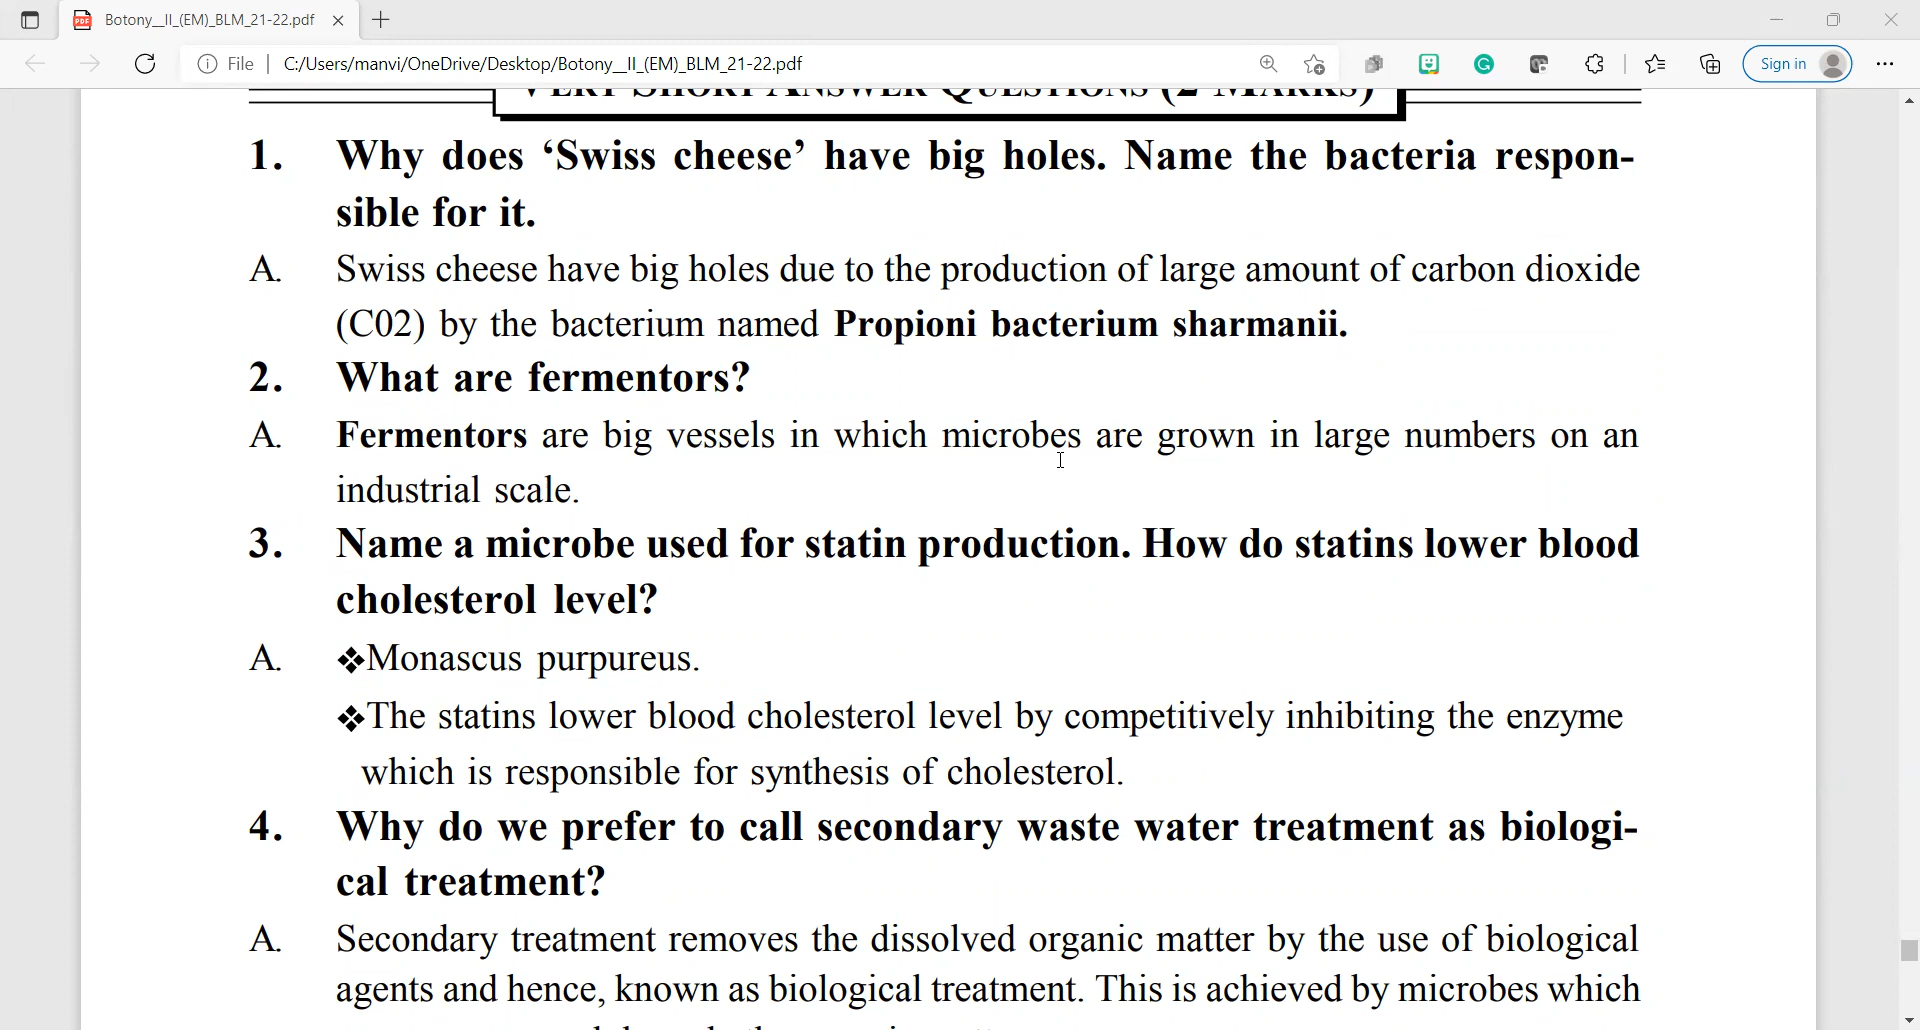 Botony__II_(EM)_BLM_21-22.pdf
File | C:/Users/manvi/OneDrive/Desktop/Botony__II_(EM)_BLM_21-22.pdf
Sign in
VERY SHORT ANSWER QUESTIONS (2 MARKS)
1. Why does ‘Swiss cheese’ have big holes. Name the bacteria respon-
sible for it.
A. Swiss cheese have big holes due to the production of large amount of carbon dioxide
(C02) by the bacterium named Propioni bacterium sharmanii.
2. What are fermentors?
A. Fermentors are big vessels in which microbes are grown in large numbers on an
industrial scale.
3. Name a microbe used for statin production. How do statins lower blood
cholesterol level?
A. ❖Monascus purpureus.
❖The statins lower blood cholesterol level by competitively inhibiting the enzyme
which is responsible for synthesis of cholesterol.
4. Why do we prefer to call secondary waste water treatment as biologi-
cal treatment?
A. Secondary treatment removes the dissolved organic matter by the use of biological
agents and hence, known as biological treatment. This is achieved by microbes which